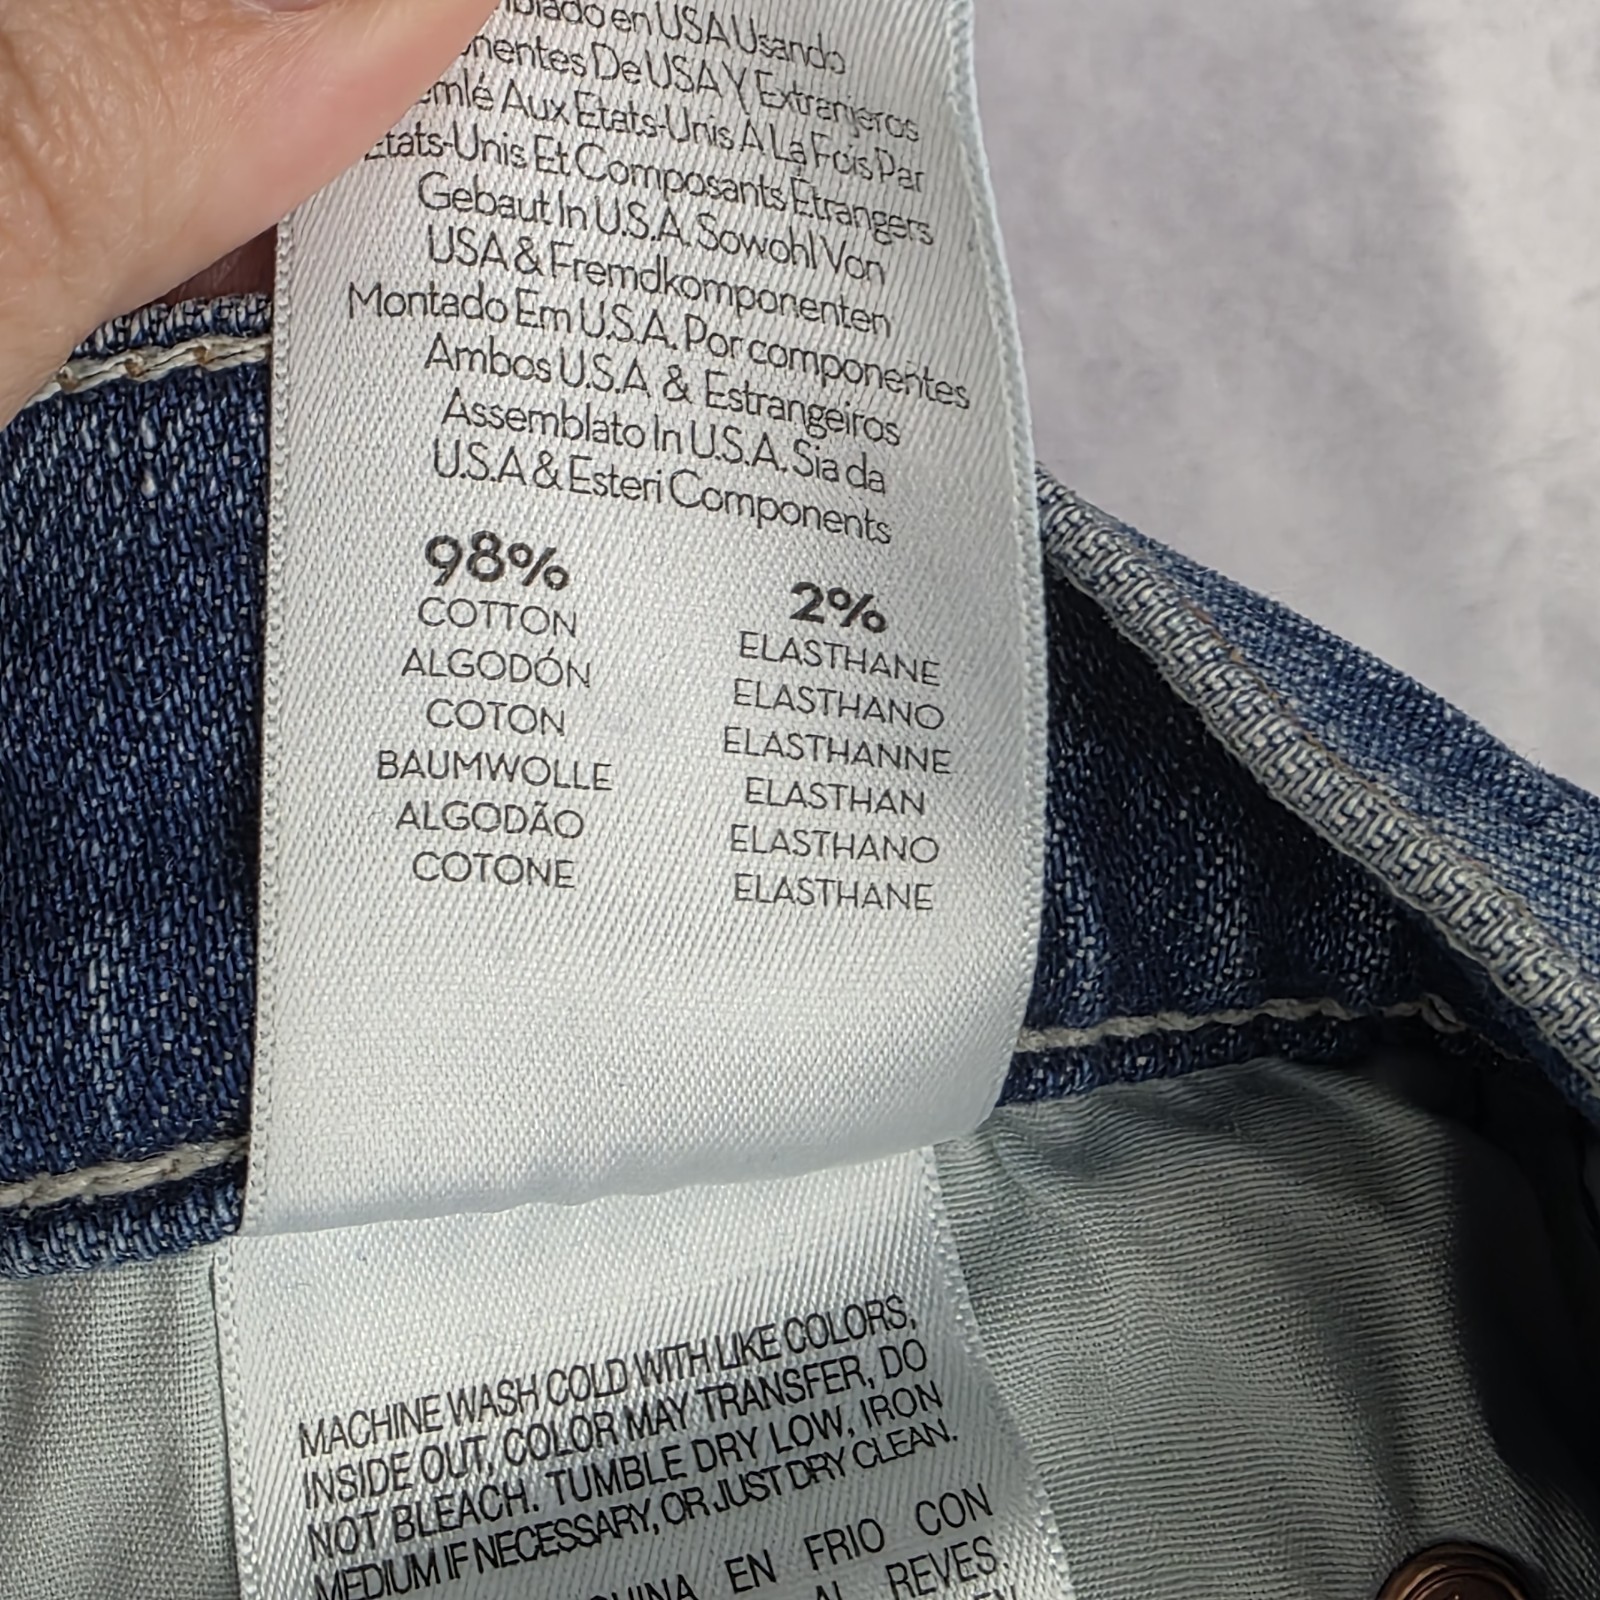 en USA Usando
De USA Y Extranjeros
Aux Etats-Unis A La Fois Par
Etats-Unis Et Composants Étrangers
Gebaut In U.S.A. Sowohl Von
USA & Fremdkomponenten
Montado Em U.S.A. Por componentes
Ambos U.S.A & Estrangeiros
Assemblato In U.S.A. Sia da
U.S.A & Esteri Components
98%
COTTON
ALGODÓN
COTON
BAUMWOLLE
ALGODÃO
COTONE
2%
ELASTHANE
ELASTHANO
ELASTHANNE
ELASTHAN
ELASTHANO
ELASTHANE
MACHINE WASH COLD WITH LIKE COLORS,
INSIDE OUT, COLOR MAY TRANSFER, DO
NOT BLEACH. TUMBLE DRY LOW, IRON
MEDIUM IF NECESSARY, OR JUST DRY CLEAN.
EN FRIO CON
AL REVES.